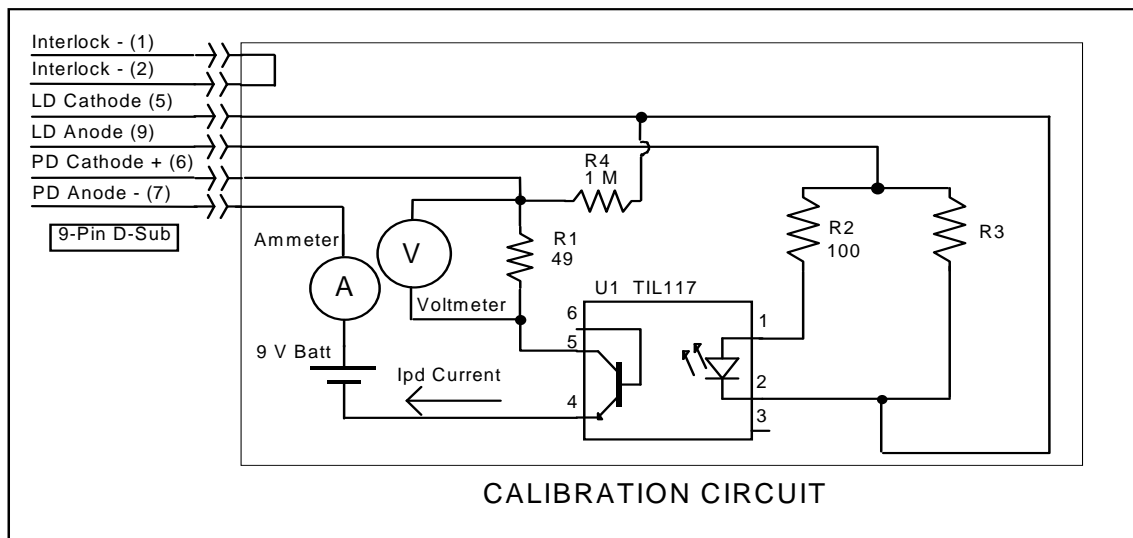 Interlock - (1)
Interlock - (2)
LD Cathode (5)
LD Anode (9)
PD Cathode + (6)
PD Anode - (7)
9-Pin D-Sub
R4
1 M
Ammeter
A
V
R1
49
Voltmeter
R2
100
R3
U1 TIL117
6
5
4
1
2
3
9 V Batt
Ipd Current
CALIBRATION CIRCUIT